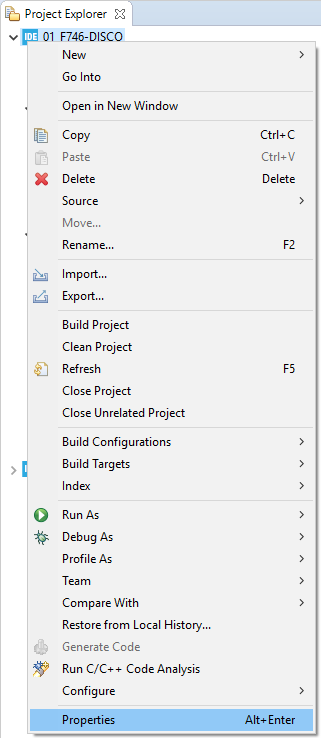 Project Explorer
IDE 01_F746-DISCO
New
Go Into
Open in New Window
Copy Ctrl+C
Paste Ctrl+V
Delete Delete
Source
Move...
Rename... F2
Import...
Export...
Build Project
Clean Project
Refresh F5
Close Project
Close Unrelated Project
Build Configurations
Build Targets
Index
Run As
Debug As
Profile As
Team
Compare With
Restore from Local History...
Generate Code
Run C/C++ Code Analysis
Configure
Properties Alt+Enter